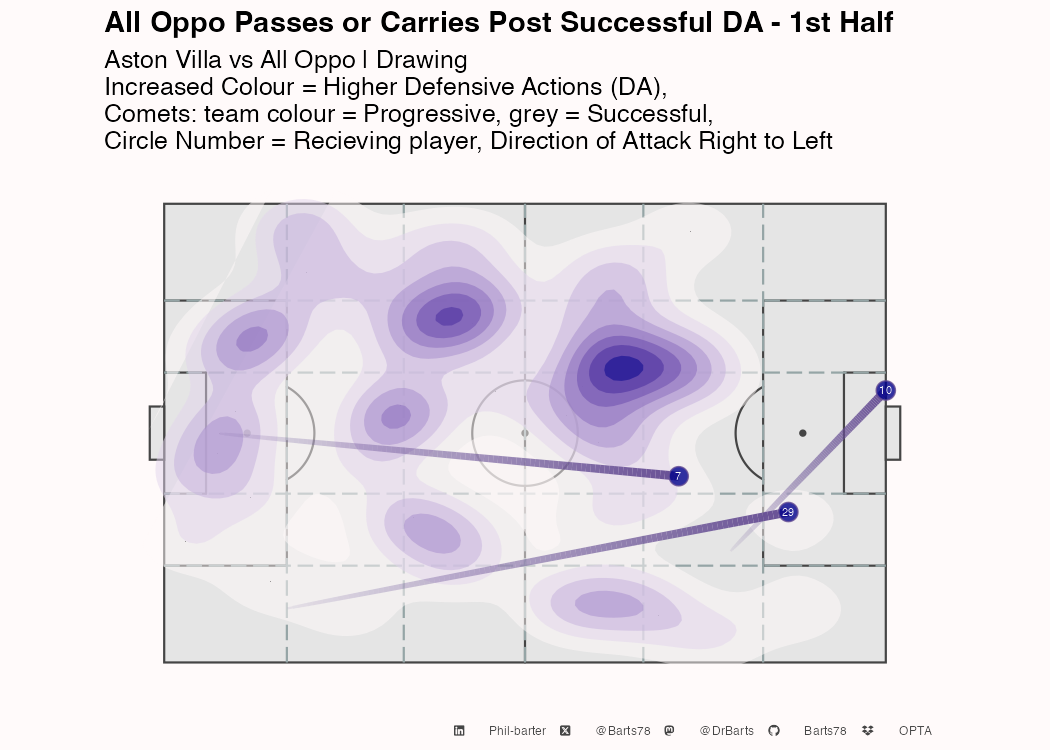 All Oppo Passes or Carries Post Successful DA - 1st Half
Aston Villa vs All Oppo | Drawing
Increased Colour = Higher Defensive Actions (DA),
Comets: team colour = Progressive, grey = Successful,
Circle Number = Recieving player, Direction of Attack Right to Left
10
7
29
Phil-barter @Barts78 @DrBarts Barts78 OPTA